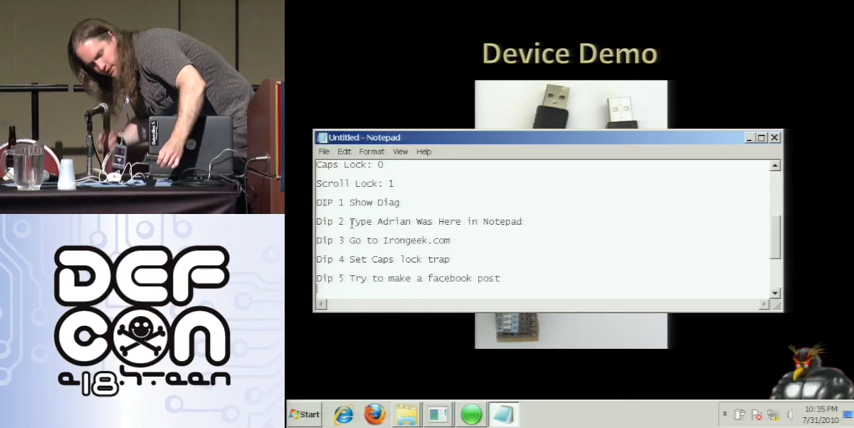 Device Demo
Untitled - Notepad
File Edit Format View Help
Caps Lock: 0
Scroll Lock: 1
DIP 1 Show Diag
Dip 2 Type Adrian Was Here in Notepad
Dip 3 Go to Irongeek.com
Dip 4 Set Caps lock trap
Dip 5 Try to make a facebook post
DEF
CON
e18.h-teen
Start
10:35 PM
7/31/2010